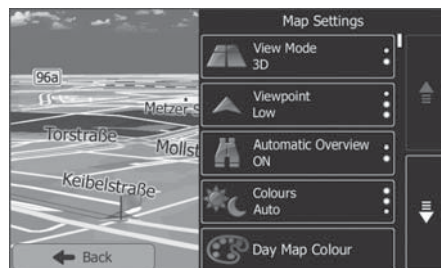 Map Settings
View Mode
3D
96a
Viewpoint
Low
Metzer S
Torstraße
Mollst
Automatic Overview
ON
Keibelstraße
Colours
Auto
Back
Day Map Colour